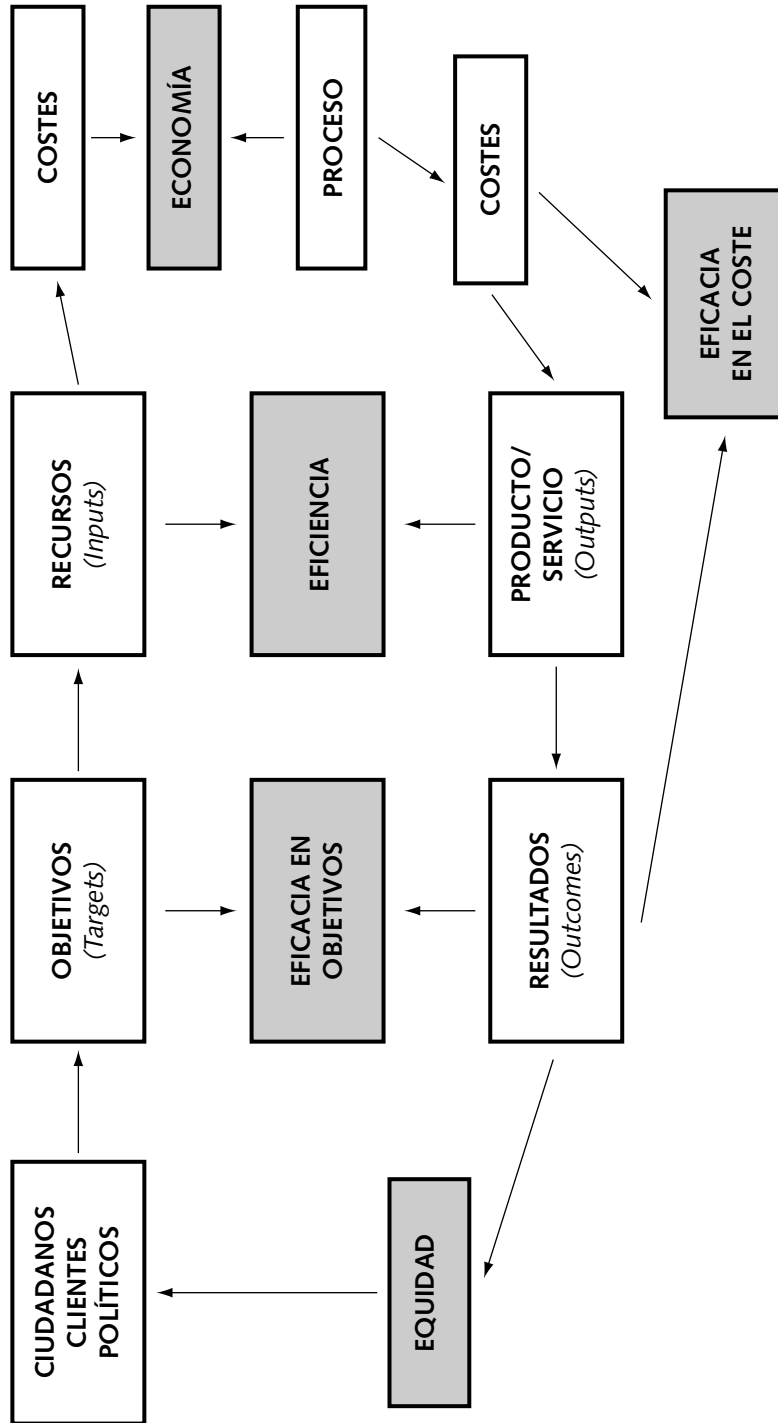 CIUDADANOS
CLIENTES
POLÍTICOS
OBJETIVOS
(Targets)
RECURSOS
(Inputs)
COSTES
ECONOMÍA
EFICACIA EN
OBJETIVOS
EFICIENCIA
PROCESO
EQUIDAD
RESULTADOS
(Outcomes)
PRODUCTO/
SERVICIO
(Outputs)
COSTES
EFICACIA
EN EL COSTE